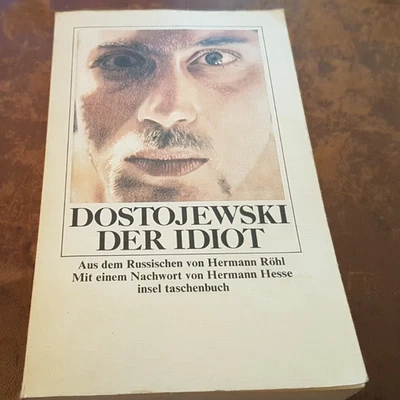 DOSTOJEWSKI
DER IDIOT
Aus dem Russischen von Hermann Röhl
Mit einem Nachwort von Hermann Hesse
insel taschenbuch